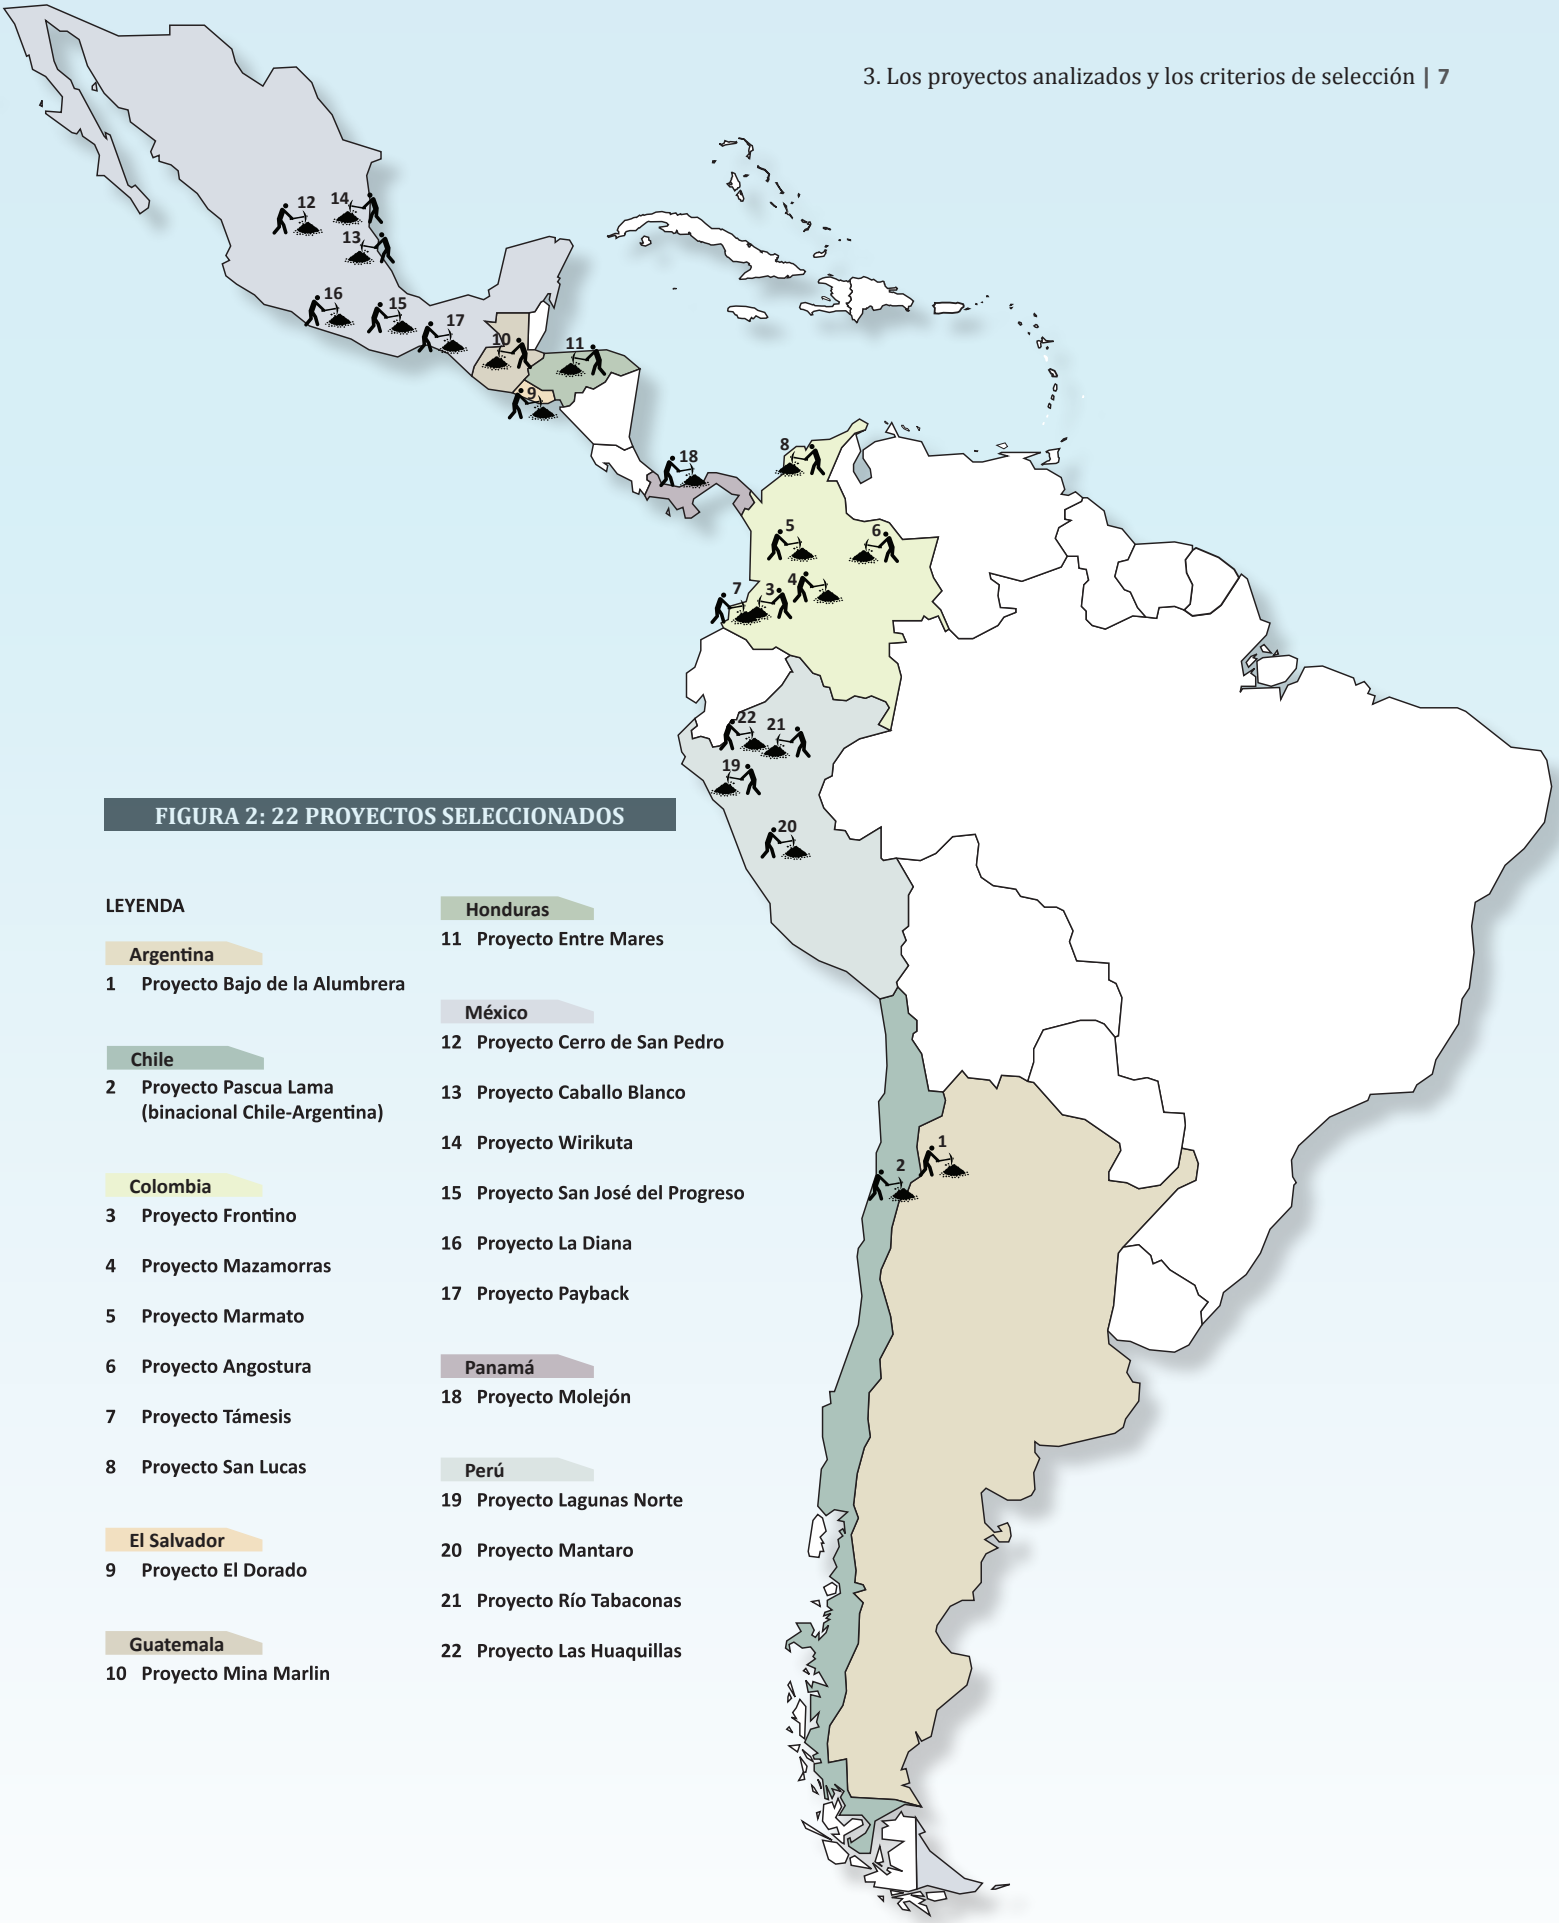 3. Los proyectos analizados y los criterios de selección | 7
12
14
13
16
15
17
10
11
9
18
8
5
6
4
7
3
22
21
19
20
1
2
FIGURA 2: 22 PROYECTOS SELECCIONADOS
LEYENDA
Argentina
1 Proyecto Bajo de la Alumbrera
Chile
2 Proyecto Pascua Lama
(binacional Chile-Argentina)
Colombia
3 Proyecto Frontino
4 Proyecto Mazamorras
5 Proyecto Marmato
6 Proyecto Angostura
7 Proyecto Támesis
8 Proyecto San Lucas
El Salvador
9 Proyecto El Dorado
Guatemala
10 Proyecto Mina Marlin
Honduras
11 Proyecto Entre Mares
México
12 Proyecto Cerro de San Pedro
13 Proyecto Caballo Blanco
14 Proyecto Wirikuta
15 Proyecto San José del Progreso
16 Proyecto La Diana
17 Proyecto Payback
Panamá
18 Proyecto Molejón
Perú
19 Proyecto Lagunas Norte
20 Proyecto Mantaro
21 Proyecto Río Tabaconas
22 Proyecto Las Huaquillas